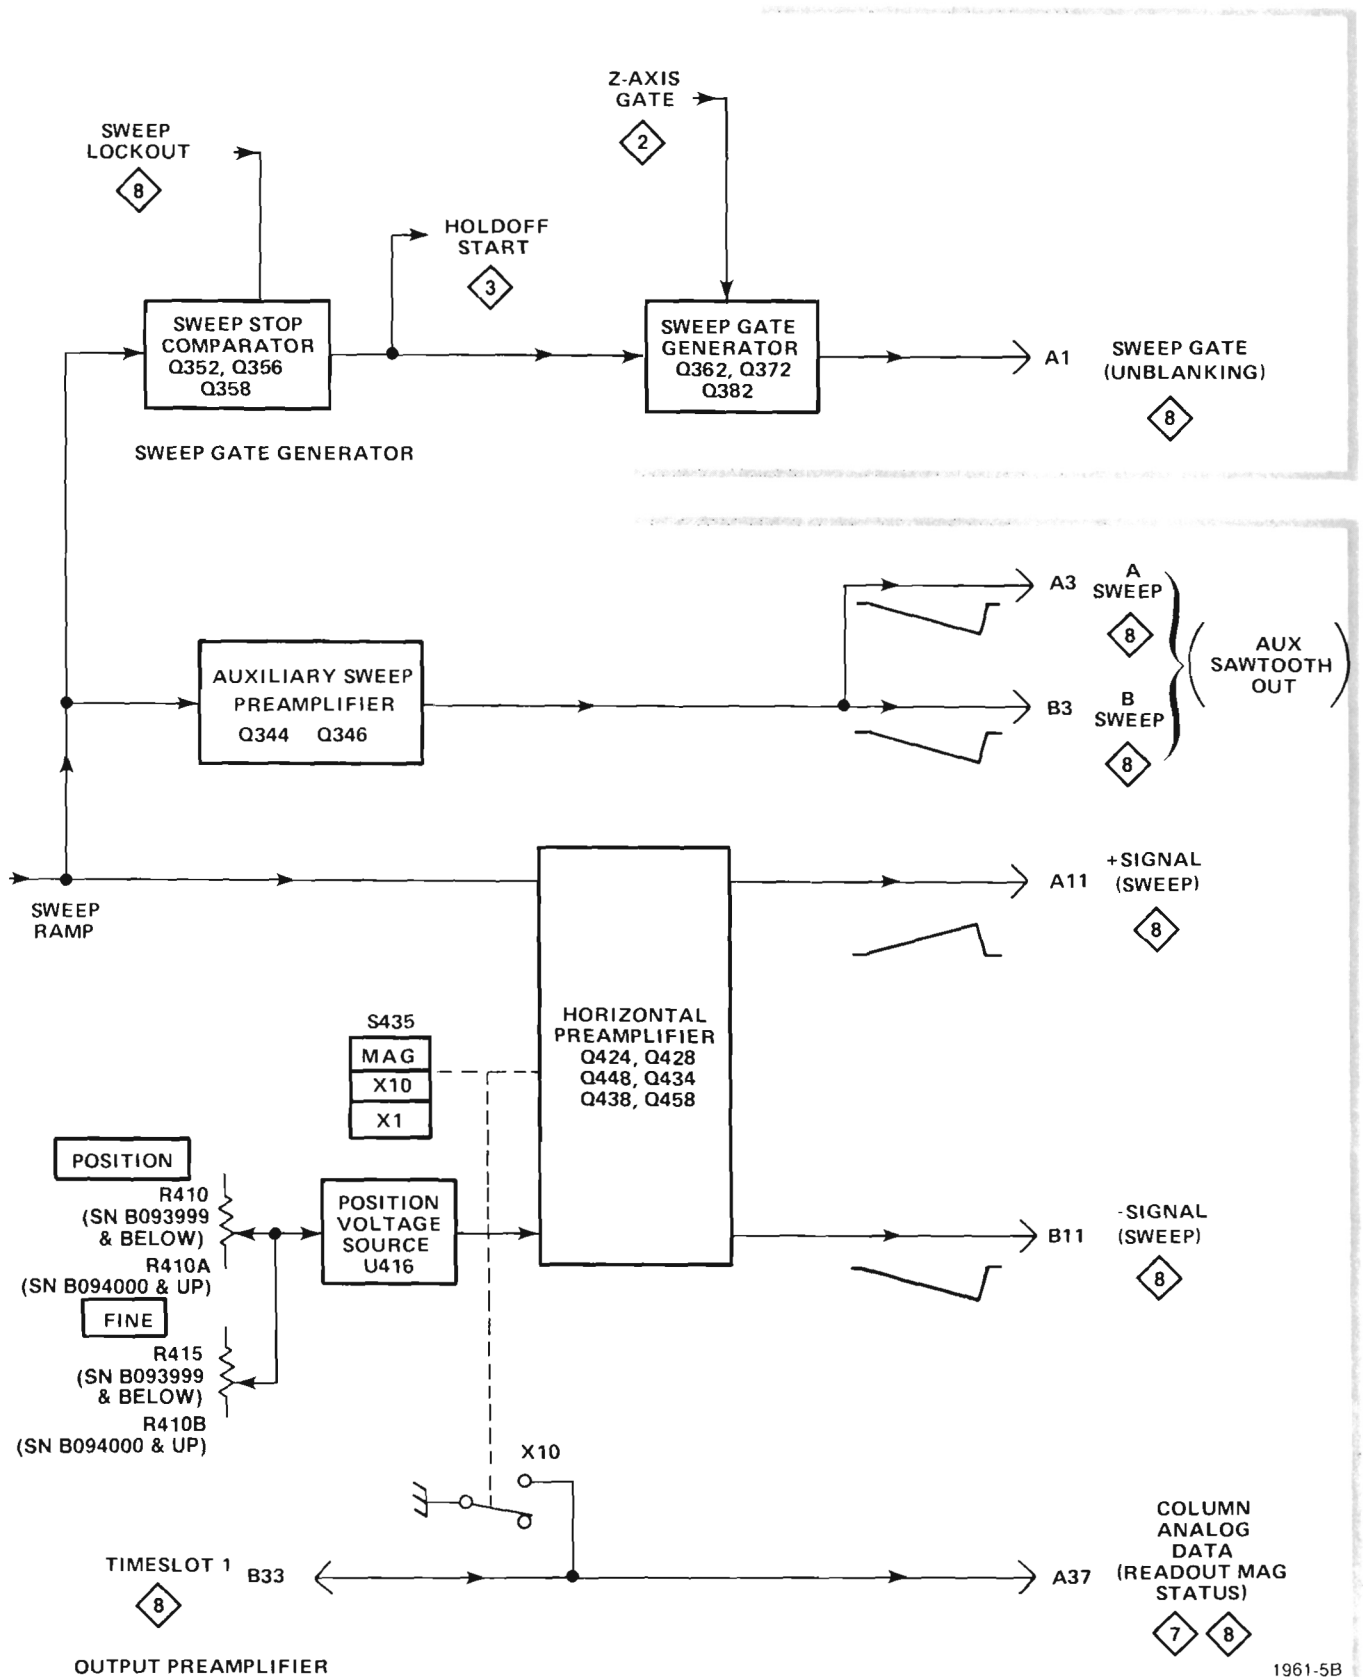 Z-AXIS
GATE
2
SWEEP
LOCKOUT
8
HOLDOFF
START
3
SWEEP STOP
COMPARATOR
Q352, Q356
Q358
SWEEP GATE
GENERATOR
Q362, Q372
Q382
A1
SWEEP GATE
(UNBLANKING)
8
SWEEP GATE GENERATOR
A3
A
SWEEP
8
AUXILIARY SWEEP
PREAMPLIFIER
Q344 Q346
B3
B
SWEEP
8
AUX
SAWTOOTH
OUT
SWEEP
RAMP
A11
+SIGNAL
(SWEEP)
8
HORIZONTAL
PREAMPLIFIER
Q424, Q428
Q448, Q434
Q438, Q458
S435
MAG
X10
X1
POSITION
R410
(SN B093999
& BELOW)
R410A
(SN B094000 & UP)
POSITION
VOLTAGE
SOURCE
U416
B11
-SIGNAL
(SWEEP)
8
FINE
R415
(SN B093999
& BELOW)
R410B
(SN B094000 & UP)
X10
TIMESLOT 1
B33
8
A37
COLUMN
ANALOG
DATA
(READOUT MAG
STATUS)
7 8
OUTPUT PREAMPLIFIER
1961-5B